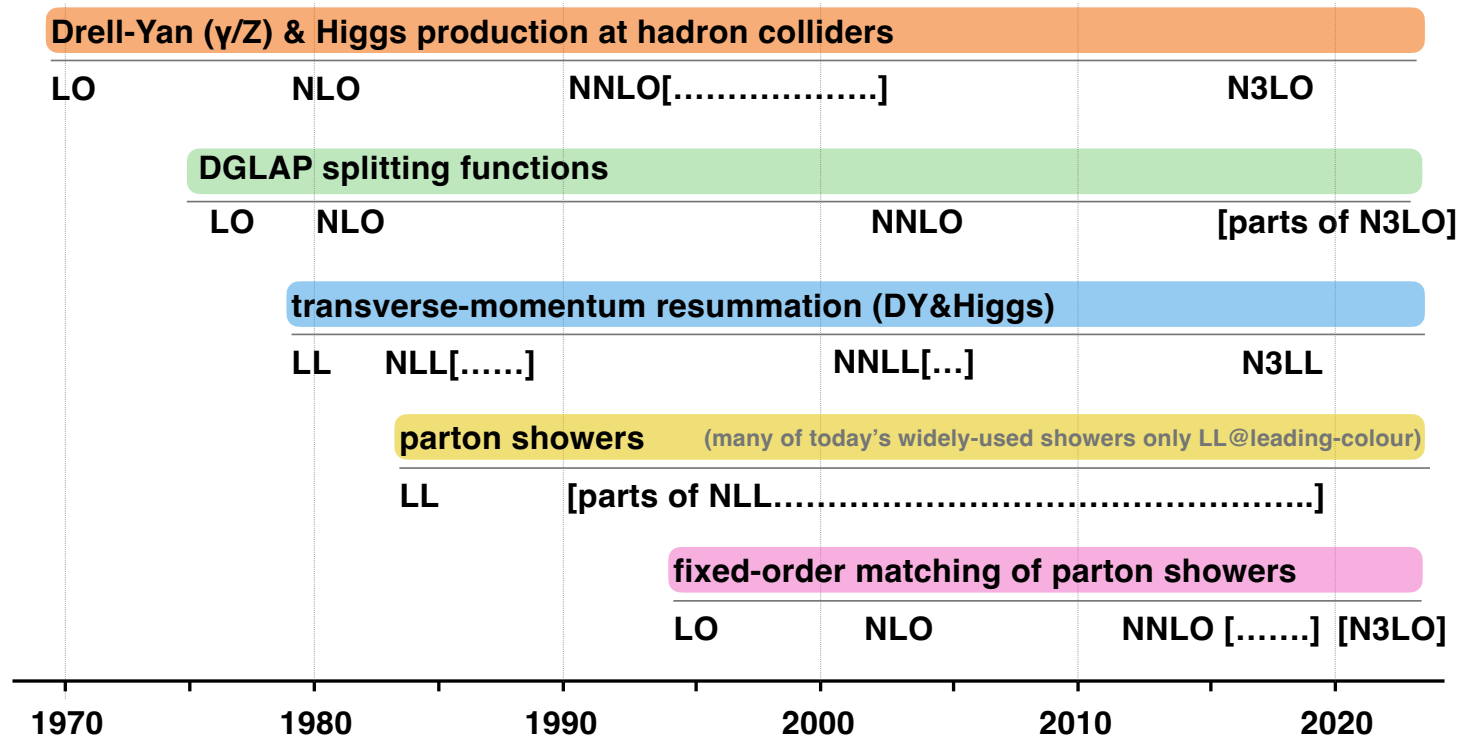 Drell-Yan (γ/Z) & Higgs production at hadron colliders
LO NLO NNLO[……………….] N3LO
DGLAP splitting functions
LO NLO NNLO [parts of N3LO]
transverse-momentum resummation (DY&Higgs)
LL NLL[……] NNLL[…] N3LL
parton showers (many of today's widely-used showers only LL@leading-colour)
LL [parts of NLL…………………………………………..]
fixed-order matching of parton showers
LO NLO NNLO […….] [N3LO]
1970 1980 1990 2000 2010 2020